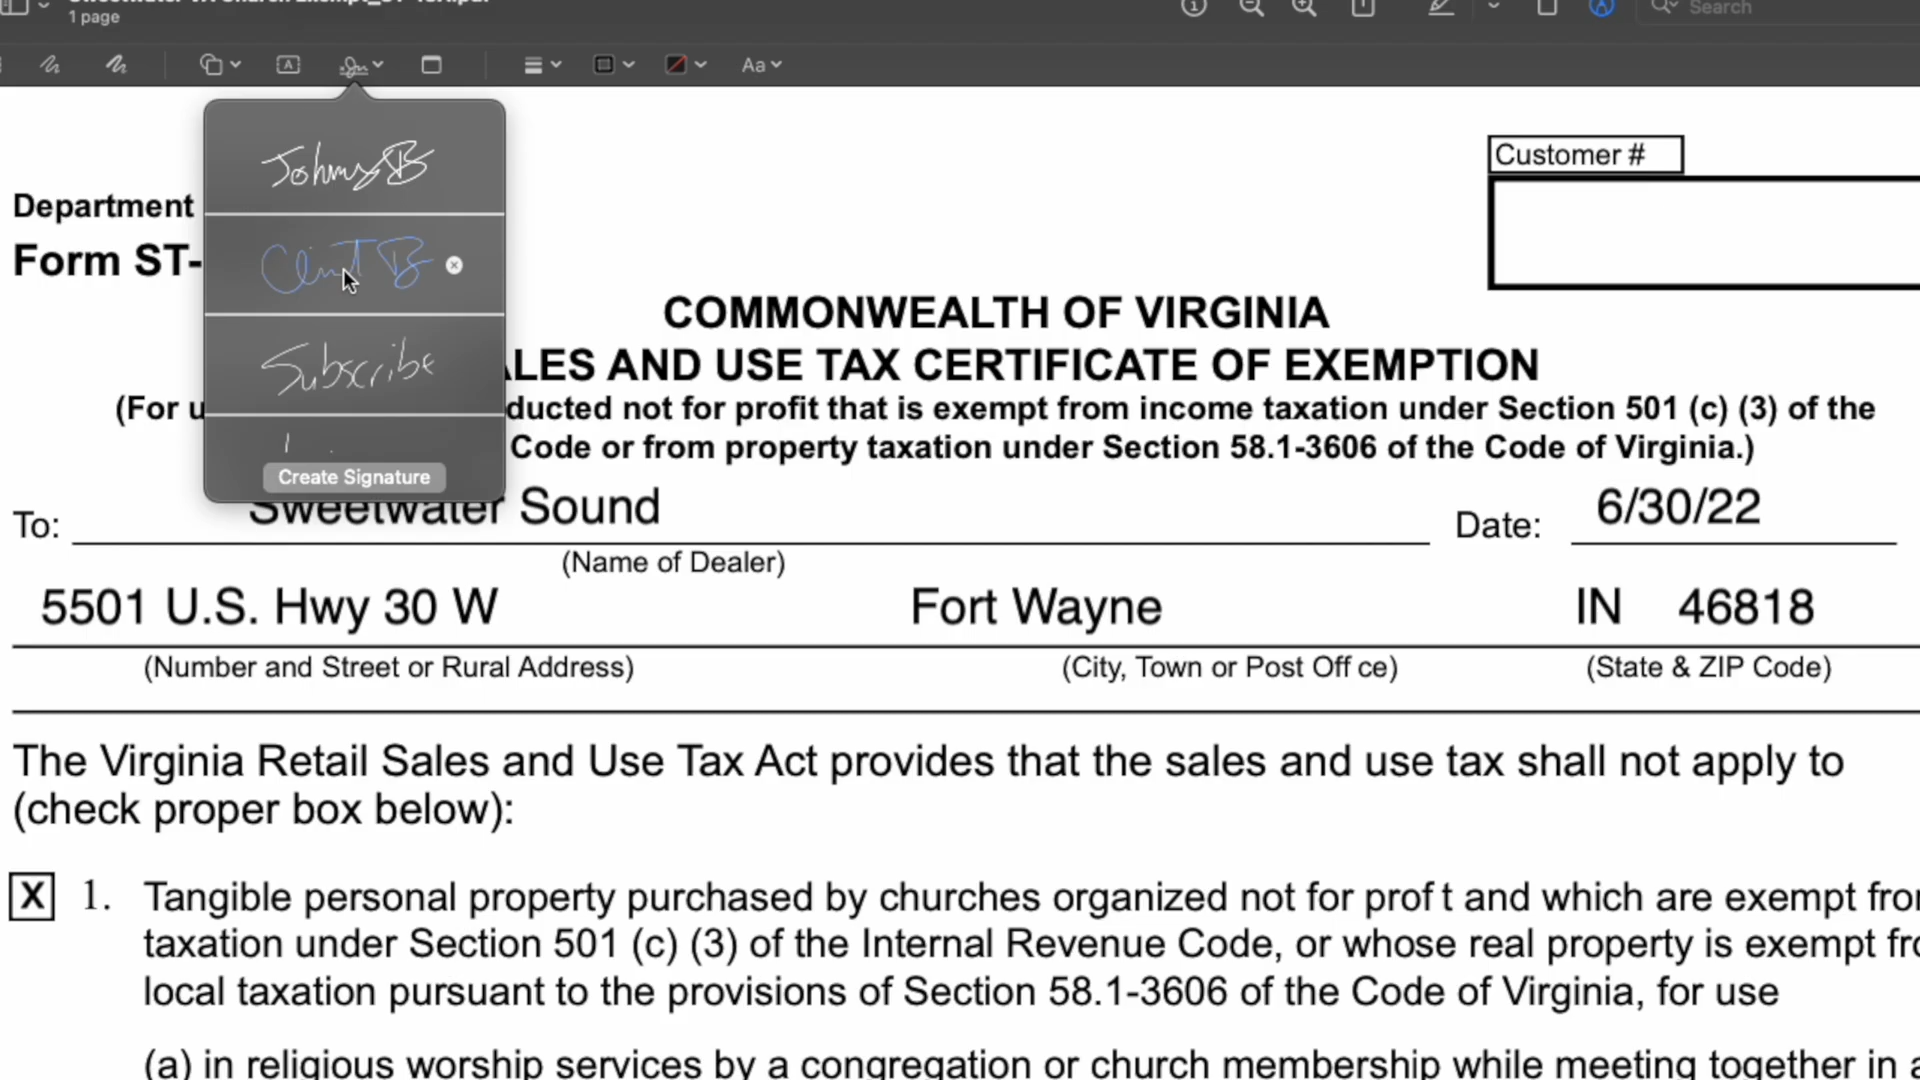 1 page
Search
A
Aa
Johnny B
Clint B
Subscribe
Create Signature
Customer #
Department
Form ST-
COMMONWEALTH OF VIRGINIA
ALES AND USE TAX CERTIFICATE OF EXEMPTION
(For u
ducted not for profit that is exempt from income taxation under Section 501 (c) (3) of the
Code or from property taxation under Section 58.1-3606 of the Code of Virginia.)
To: Sweetwater Sound Date: 6/30/22
(Name of Dealer)
5501 U.S. Hwy 30 W Fort Wayne IN 46818
(Number and Street or Rural Address) (City, Town or Post Off ce) (State & ZIP Code)
The Virginia Retail Sales and Use Tax Act provides that the sales and use tax shall not apply to
(check proper box below):
X 1. Tangible personal property purchased by churches organized not for prof t and which are exempt from
taxation under Section 501 (c) (3) of the Internal Revenue Code, or whose real property is exempt fro
local taxation pursuant to the provisions of Section 58.1-3606 of the Code of Virginia, for use
(a) in religious worship services by a congregation or church membership while meeting together in a